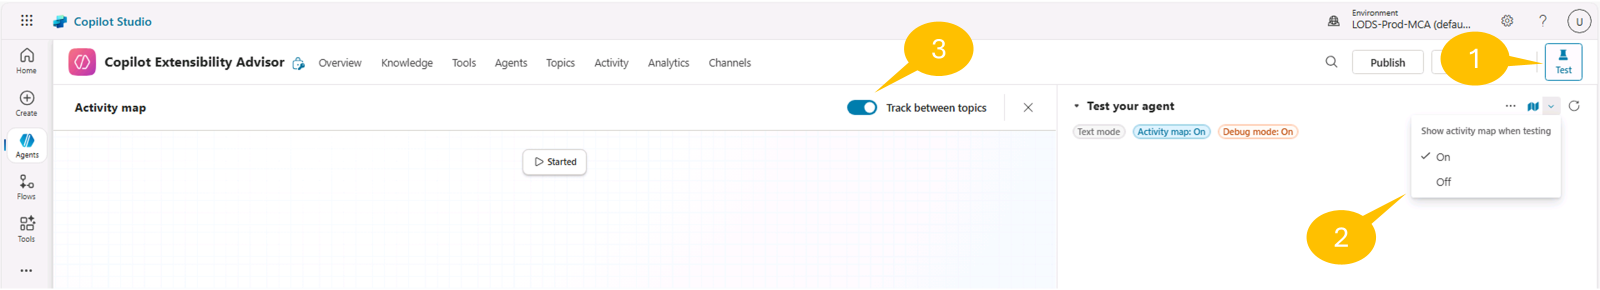 Copilot Studio
Environment
LODS-Prod-MCA (defau...
?
U
Home
Create
Agents
Flows
Tools
...
Copilot Extensibility Advisor
Overview
Knowledge
Tools
Agents
Topics
Activity
Analytics
Channels
Publish
Test
1
3
Activity map
Track between topics
Started
Test your agent
...
Text mode
Activity map: On
Debug mode: On
Show activity map when testing
On
Off
2